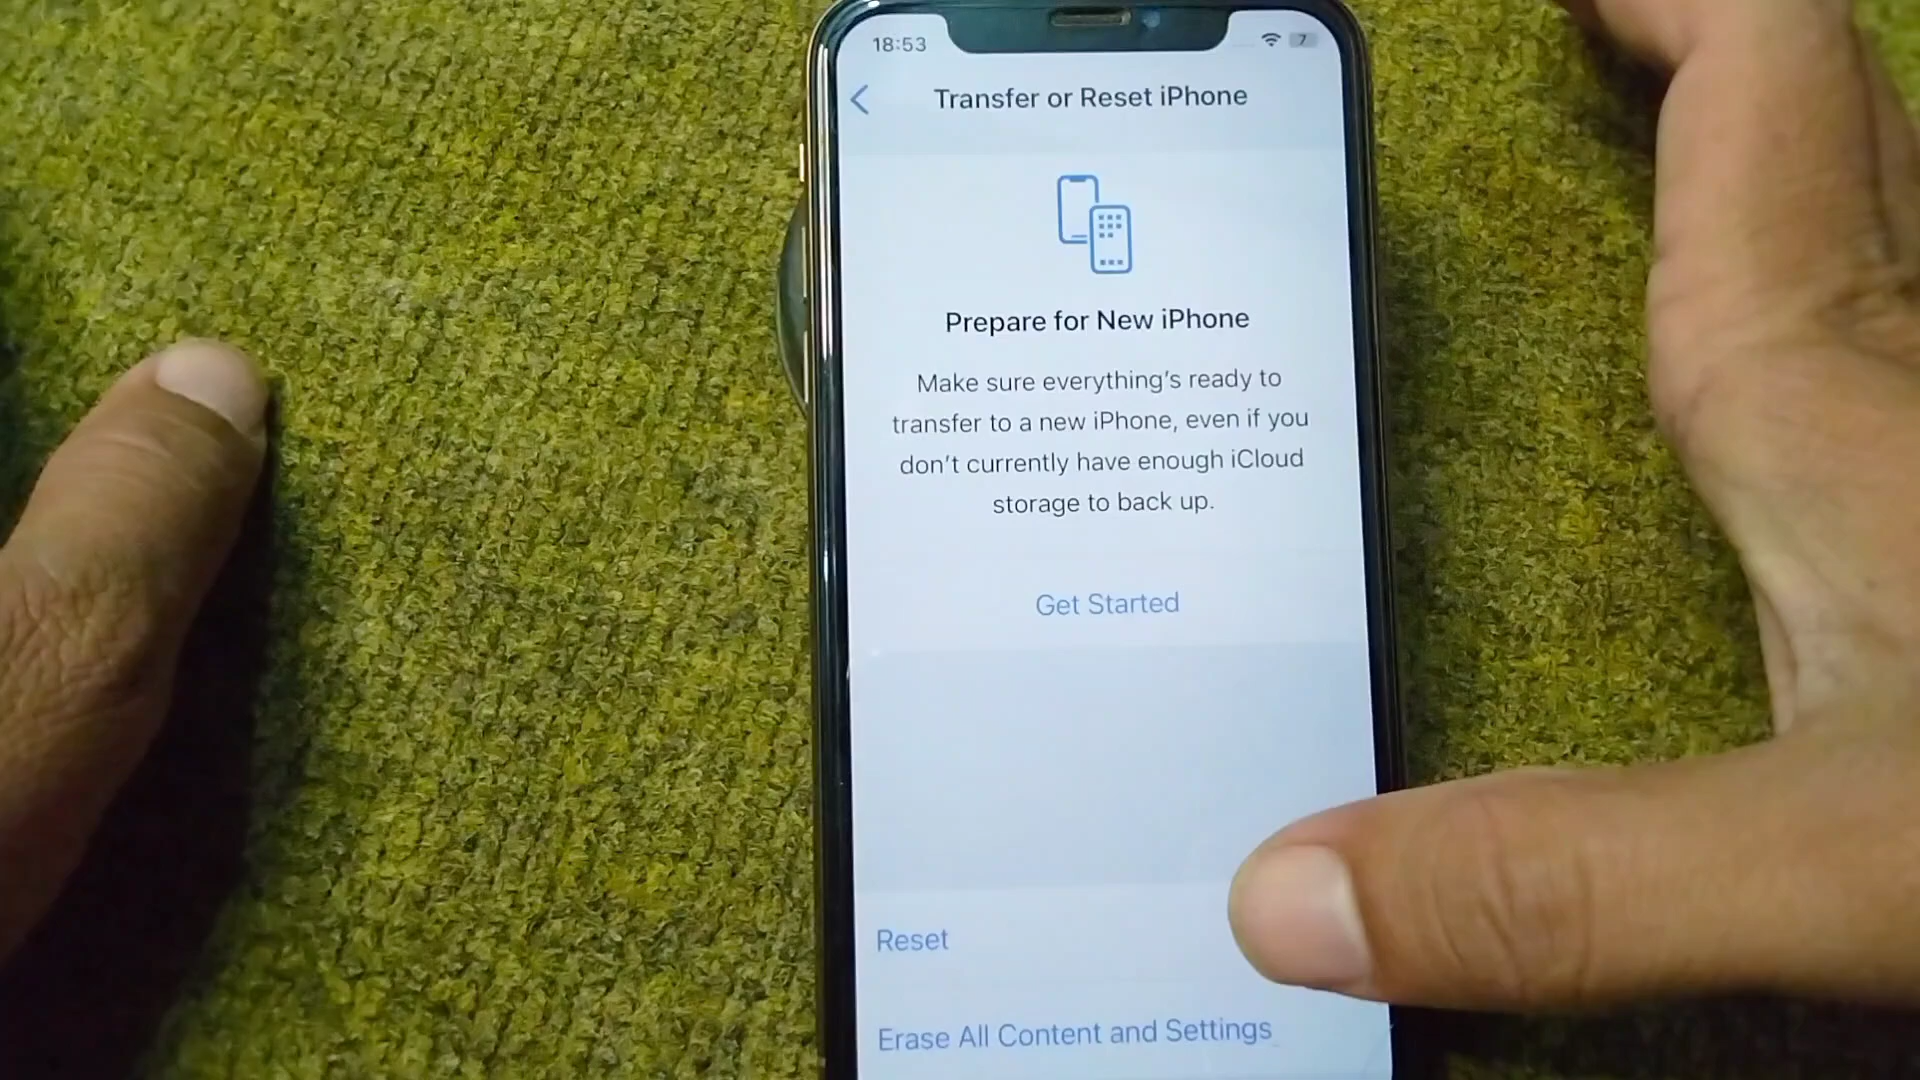 18:53
7
Transfer or Reset iPhone
Prepare for New iPhone
Make sure everything's ready to
transfer to a new iPhone, even if you
don't currently have enough iCloud
storage to back up.
Get Started
Reset
Erase All Content and Settings